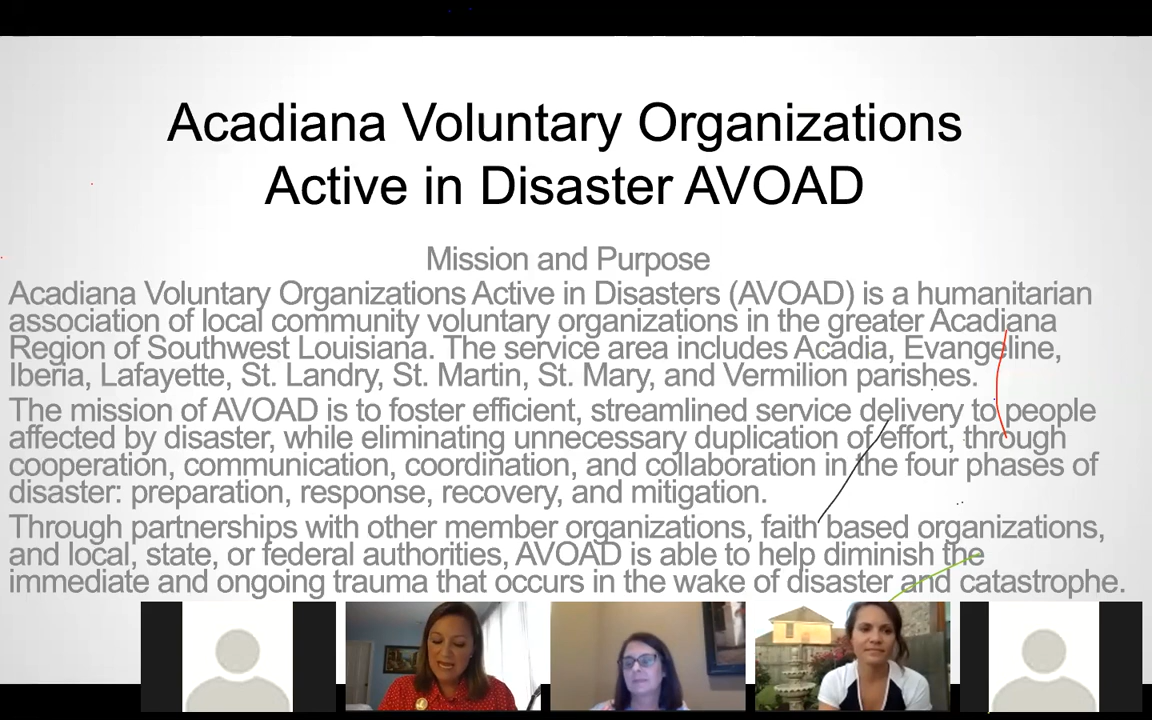 Acadiana Voluntary Organizations
Active in Disaster AVOAD
Mission and Purpose
Acadiana Voluntary Organizations Active in Disasters (AVOAD) is a humanitarian
association of local community voluntary organizations in the greater Acadiana
Region of Southwest Louisiana. The service area includes Acadia, Evangeline,
Iberia, Lafayette, St. Landry, St. Martin, St. Mary, and Vermilion parishes.
The mission of AVOAD is to foster efficient, streamlined service delivery to people
affected by disaster, while eliminating unnecessary duplication of effort, through
cooperation, communication, coordination, and collaboration in the four phases of
disaster: preparation, response, recovery, and mitigation.
Through partnerships with other member organizations, faith based organizations,
and local, state, or federal authorities, AVOAD is able to help diminish the
immediate and ongoing trauma that occurs in the wake of disaster and catastrophe.